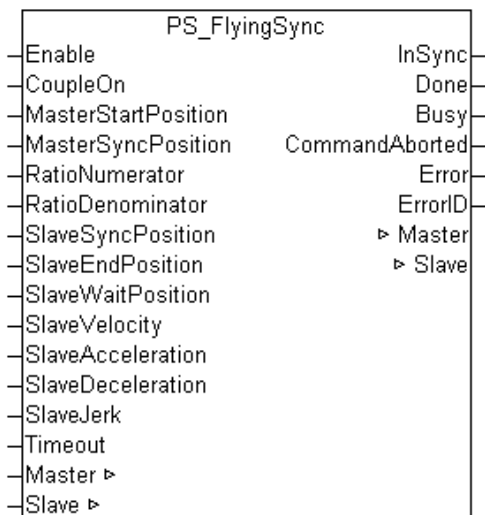 PS_FlyingSync
Enable InSync
CoupleOn Done
MasterStartPosition Busy
MasterSyncPosition CommandAborted
RatioNumerator Error
RatioDenominator ErrorID
SlaveSyncPosition ▹ Master
SlaveEndPosition ▹ Slave
SlaveWaitPosition
SlaveVelocity
SlaveAcceleration
SlaveDeceleration
SlaveJerk
Timeout
Master ▹
Slave ▹